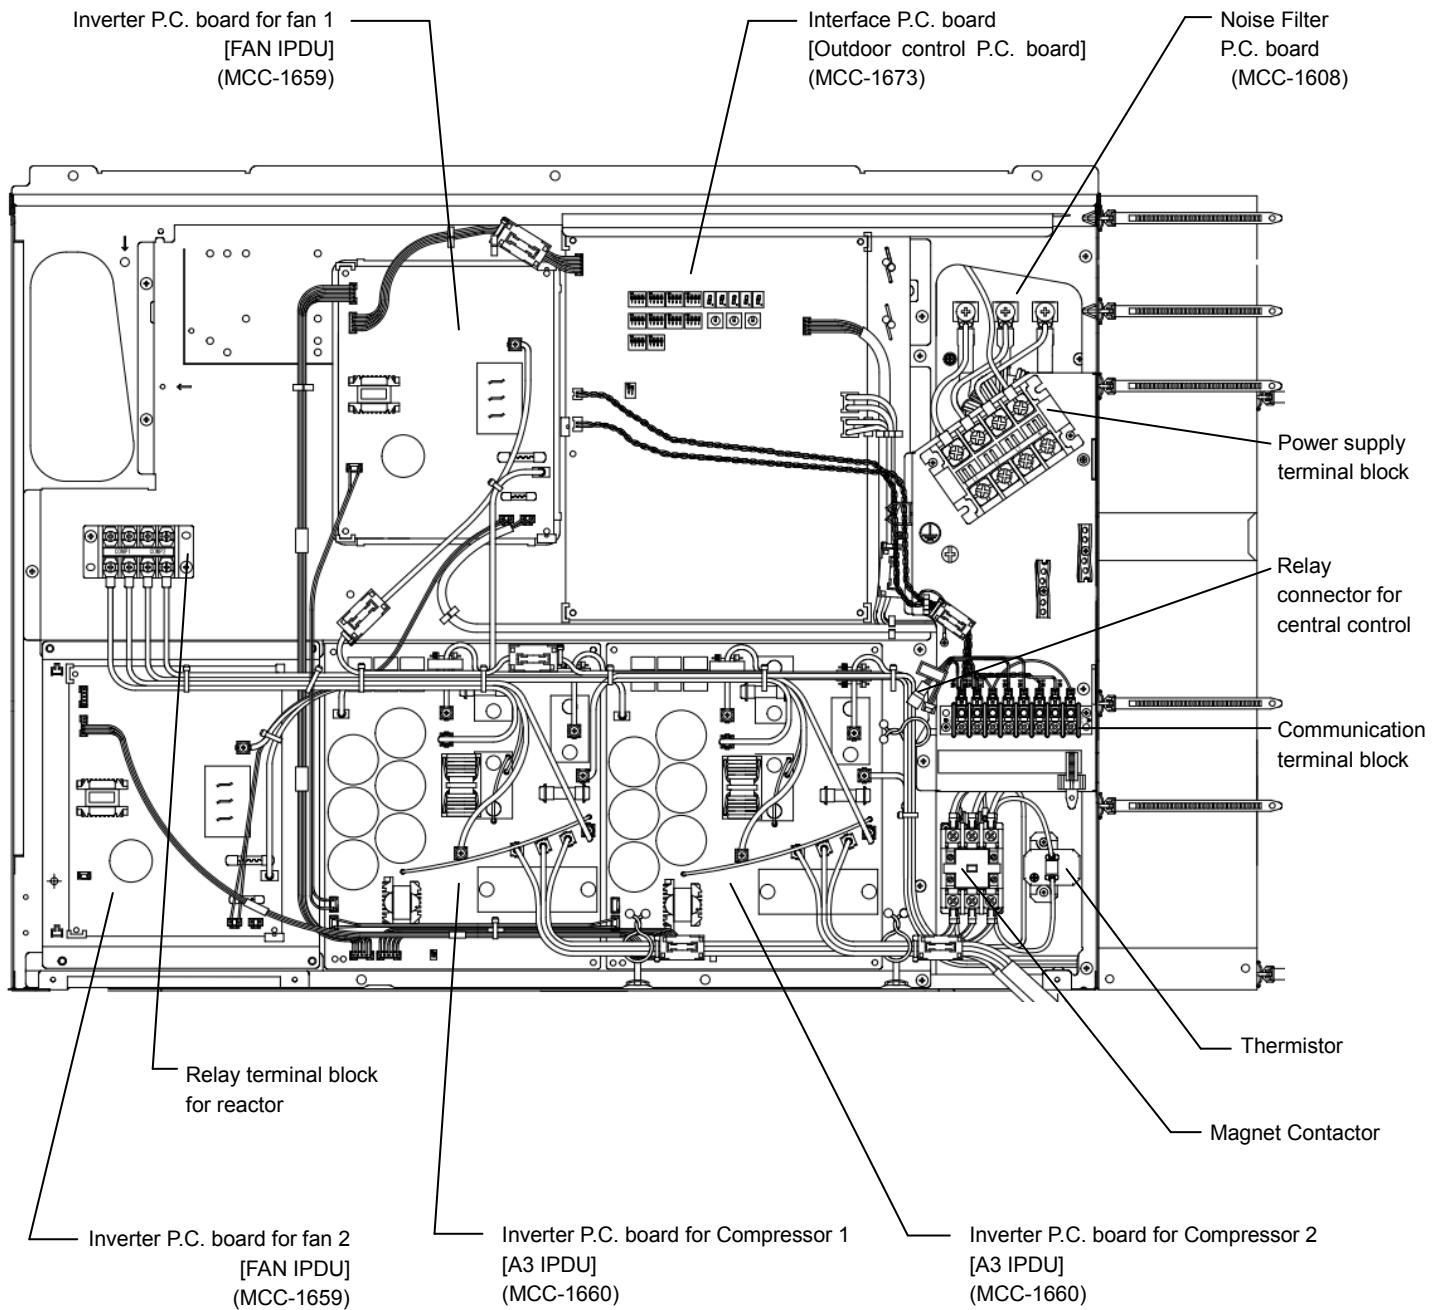 Inverter P.C. board for fan 1
[FAN IPDU]
(MCC-1659)
Interface P.C. board
[Outdoor control P.C. board]
(MCC-1673)
Noise Filter
P.C. board
(MCC-1608)
Power supply
terminal block
COMP1 COMP2
Relay
connector for
central control
Communication
terminal block
Thermistor
Relay terminal block
for reactor
Magnet Contactor
Inverter P.C. board for fan 2
[FAN IPDU]
(MCC-1659)
Inverter P.C. board for Compressor 1
[A3 IPDU]
(MCC-1660)
Inverter P.C. board for Compressor 2
[A3 IPDU]
(MCC-1660)